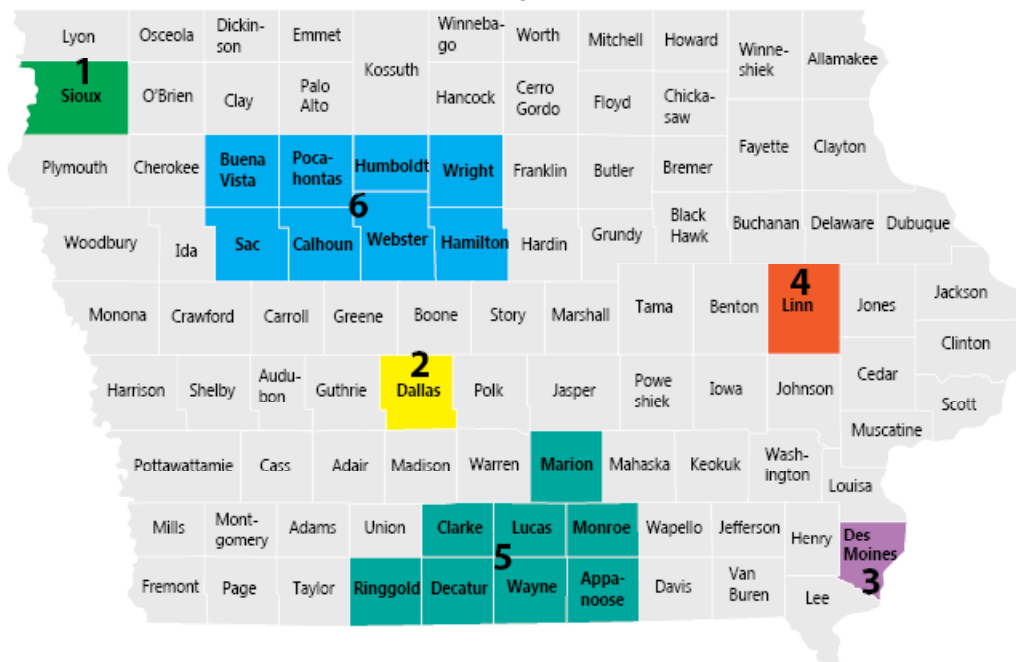 Lyon
Osceola
Dickin-
son
Emmet
Kossuth
Winneba-
go
Worth
Mitchell
Howard
Winne-
shiek
Allamakee
1
Sioux
O'Brien
Clay
Palo
Alto
Hancock
Cerro
Gordo
Floyd
Chicka-
saw
Fayette
Clayton
Plymouth
Cherokee
Buena
Vista
Poca-
hontas
Humboldt
Wright
Franklin
Butler
Bremer
6
Woodbury
Ida
Sac
Calhoun
Webster
Hamilton
Hardin
Grundy
Black
Hawk
Buchanan
Delaware
Dubuque
Monona
Crawford
Carroll
Greene
Boone
Story
Marshall
Tama
Benton
4
Linn
Jones
Jackson
Clinton
Harrison
Shelby
Audu-
bon
Guthrie
2
Dallas
Polk
Jasper
Powe
shiek
Iowa
Johnson
Cedar
Scott
Muscatine
Pottawattamie
Cass
Adair
Madison
Warren
Marion
Mahaska
Keokuk
Wash-
ington
Louisa
Mills
Mont-
gomery
Adams
Union
Clarke
Lucas
Monroe
Wapello
Jefferson
Henry
Des
Moines
3
5
Fremont
Page
Taylor
Ringgold
Decatur
Wayne
Appa-
noose
Davis
Van
Buren
Lee